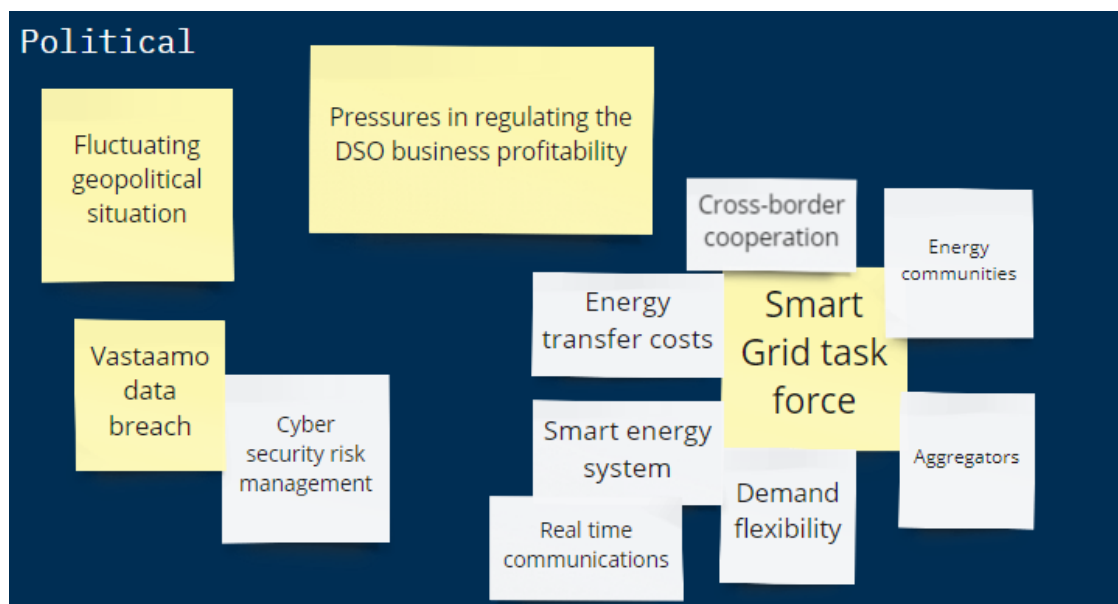 Political
Fluctuating
geopolitical
situation
Pressures in regulating the
DSO business profitability
Vastaamo
data
breach
Cyber
security risk
management
Cross-border
cooperation
Energy
communities
Energy
transfer costs
Smart
Grid task
force
Smart energy
system
Aggregators
Real time
communications
Demand
flexibility